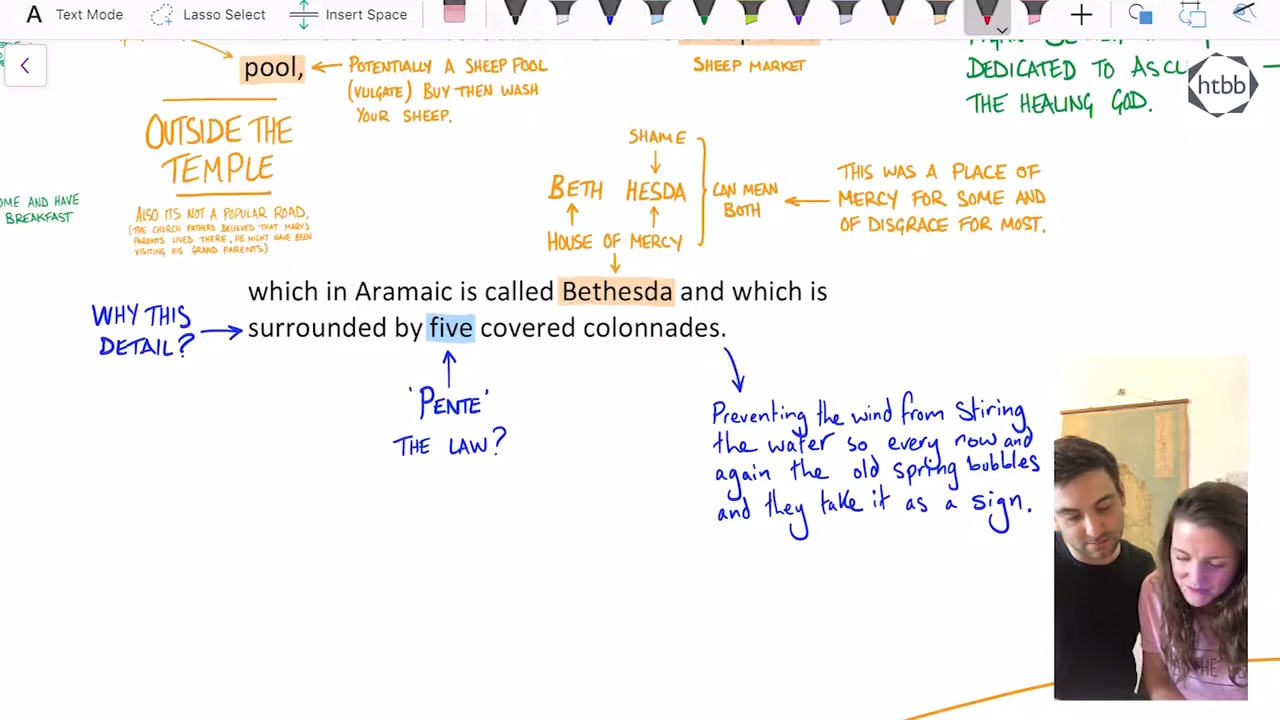 Text Mode
Lasso Select
Insert Space
pool,
POTENTIALLY A SHEEP POOL
(VULGATE) BUY THEN WASH
YOUR SHEEP.
SHEEP MARKET
DEDICATED TO ASCL
THE HEALING GOD.
htbb
OUTSIDE THE
TEMPLE
ALSO ITS NOT A POPULAR ROAD,
(THE CHURCH FATHERS BELIEVED THAT MARY'S
PARENTS LIVED THERE, HE MIGHT HAVE BEEN
VISITING HIS GRAND PARENTS)
OME AND HAVE
BREAKFAST
SHAME
BETH HESDA
HOUSE OF MERCY
CAN MEAN
BOTH
THIS WAS A PLACE OF
MERCY FOR SOME AND
OF DISGRACE FOR MOST.
which in Aramaic is called Bethesda and which is
surrounded by five covered colonnades.
WHY THIS
DETAIL?
'PENTE'
THE LAW?
Preventing the wind from stiring
the water so every now and
again the old spring bubbles
and they take it as a sign.